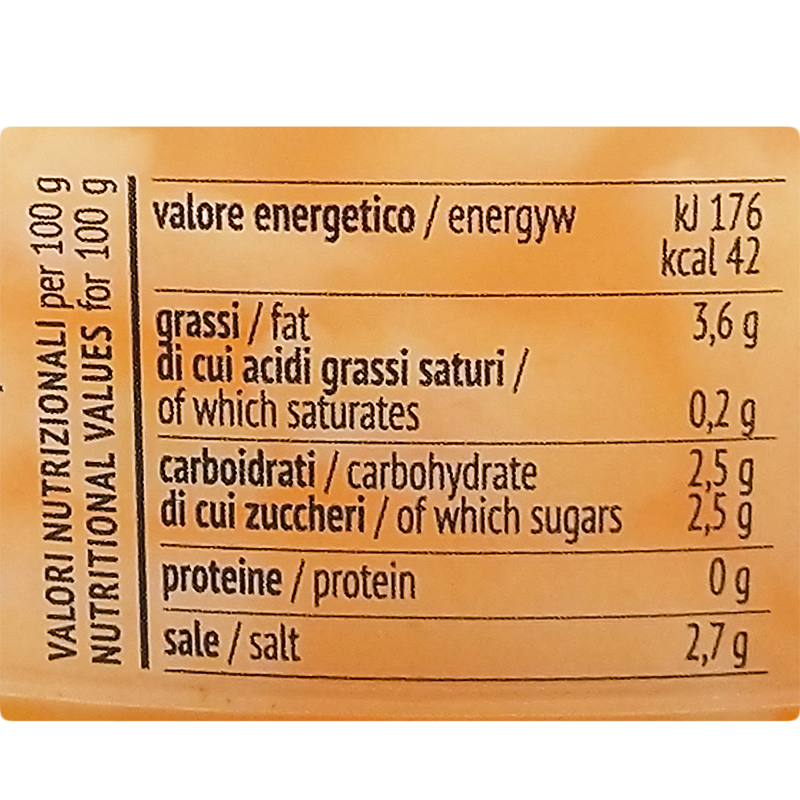 VALORI NUTRIZIONALI per 100 g
NUTRITIONAL VALUES for 100 g
valore energetico / energyw kJ 176
kcal 42
grassi / fat 3,6 g
di cui acidi grassi saturi /
of which saturates 0,2 g
carboidrati / carbohydrate 2,5 g
di cui zuccheri / of which sugars 2,5 g
proteine / protein 0 g
sale / salt 2,7 g